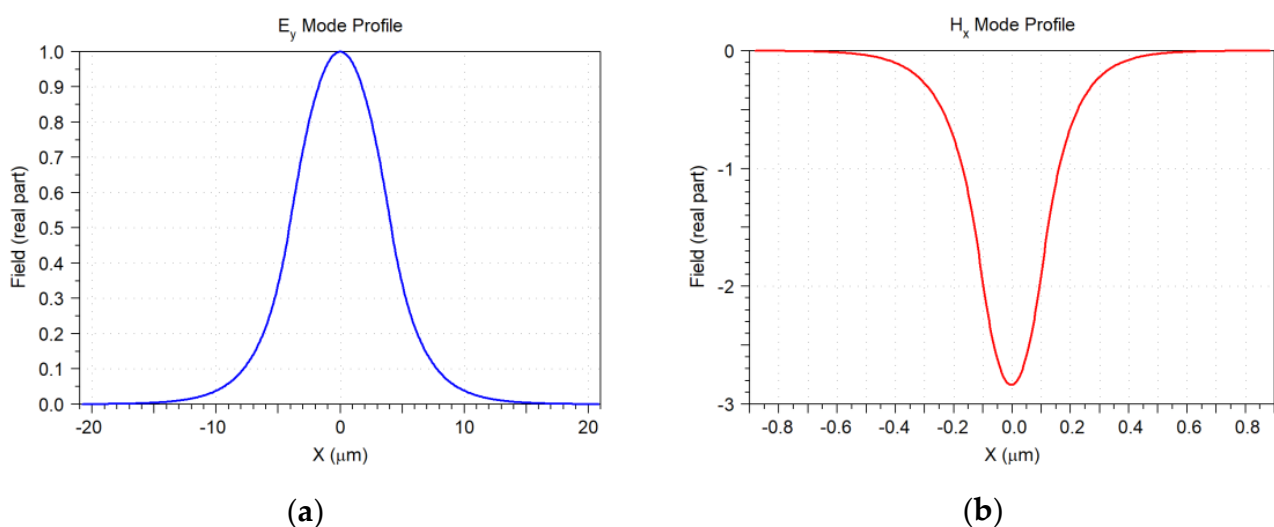 E_y Mode Profile
Field (real part)
1.0
0.9
0.8
0.7
0.6
0.5
0.4
0.3
0.2
0.1
0.0
-20 -10 0 10 20
X (μm)
(a)
H_x Mode Profile
Field (real part)
0
-1
-2
-3
-0.8 -0.6 -0.4 -0.2 0.0 0.2 0.4 0.6 0.8
X (μm)
(b)